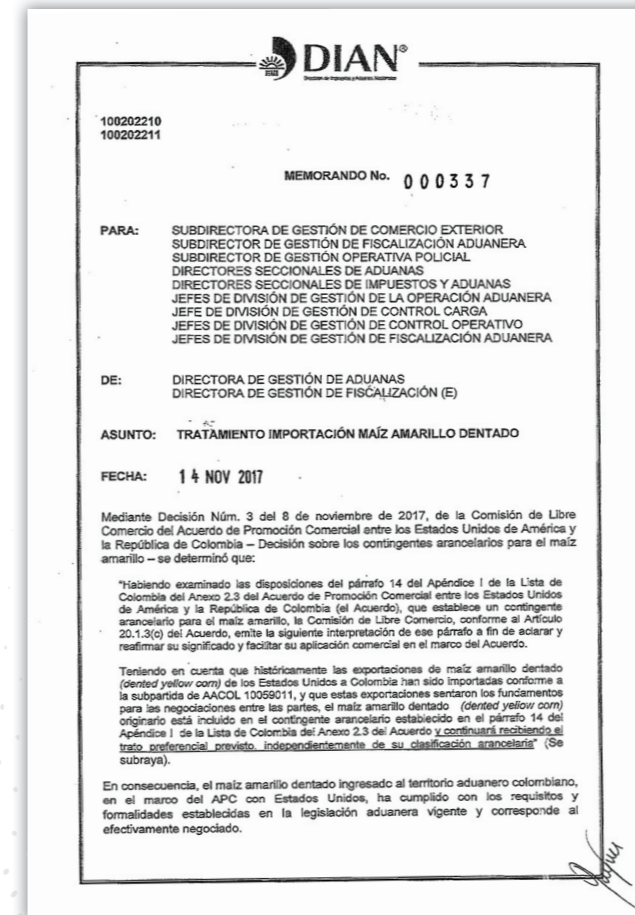 DIAN®
Dirección de Impuestos y Aduanas Nacionales
100202210
100202211
MEMORANDO No. 000337
PARA: SUBDIRECTORA DE GESTIÓN DE COMERCIO EXTERIOR
SUBDIRECTOR DE GESTIÓN DE FISCALIZACIÓN ADUANERA
SUBDIRECTOR DE GESTIÓN OPERATIVA POLICIAL
DIRECTORES SECCIONALES DE ADUANAS
DIRECTORES SECCIONALES DE IMPUESTOS Y ADUANAS
JEFES DE DIVISIÓN DE GESTIÓN DE LA OPERACIÓN ADUANERA
JEFE DE DIVISIÓN DE GESTIÓN DE CONTROL CARGA
JEFES DE DIVISIÓN DE GESTIÓN DE CONTROL OPERATIVO
JEFES DE DIVISIÓN DE GESTIÓN DE FISCALIZACIÓN ADUANERA
DE: DIRECTORA DE GESTIÓN DE ADUANAS
DIRECTORA DE GESTIÓN DE FISCALIZACIÓN (E)
ASUNTO: TRATAMIENTO IMPORTACIÓN MAÍZ AMARILLO DENTADO
FECHA: 14 NOV 2017
Mediante Decisión Núm. 3 del 8 de noviembre de 2017, de la Comisión de Libre
Comercio del Acuerdo de Promoción Comercial entre los Estados Unidos de América y
la República de Colombia – Decisión sobre los contingentes arancelarios para el maíz
amarillo – se determinó que:
"Habiendo examinado las disposiciones del párrafo 14 del Apéndice I de la Lista de
Colombia del Anexo 2.3 del Acuerdo de Promoción Comercial entre los Estados Unidos
de América y la República de Colombia (el Acuerdo), que establece un contingente
arancelario para el maíz amarillo, la Comisión de Libre Comercio, conforme al Artículo
20.1.3(c) del Acuerdo, emite la siguiente interpretación de ese párrafo a fin de aclarar y
reafirmar su significado y facilitar su aplicación comercial en el marco del Acuerdo.
Teniendo en cuenta que históricamente las exportaciones de maíz amarillo dentado
(dented yellow corn) de los Estados Unidos a Colombia han sido importadas conforme a
la subpartida de AACOL 10059011, y que estas exportaciones sentaron los fundamentos
para las negociaciones entre las partes, el maíz amarillo dentado (dented yellow corn)
originario está incluido en el contingente arancelario establecido en el párrafo 14 del
Apéndice I de la Lista de Colombia del Anexo 2.3 del Acuerdo y continuará recibiendo el
trato preferencial previsto, independientemente de su clasificación arancelaria" (Se
subraya).
En consecuencia, el maíz amarillo dentado ingresado al territorio aduanero colombiano,
en el marco del APC con Estados Unidos, ha cumplido con los requisitos y
formalidades establecidas en la legislación aduanera vigente y corresponde al
efectivamente negociado.